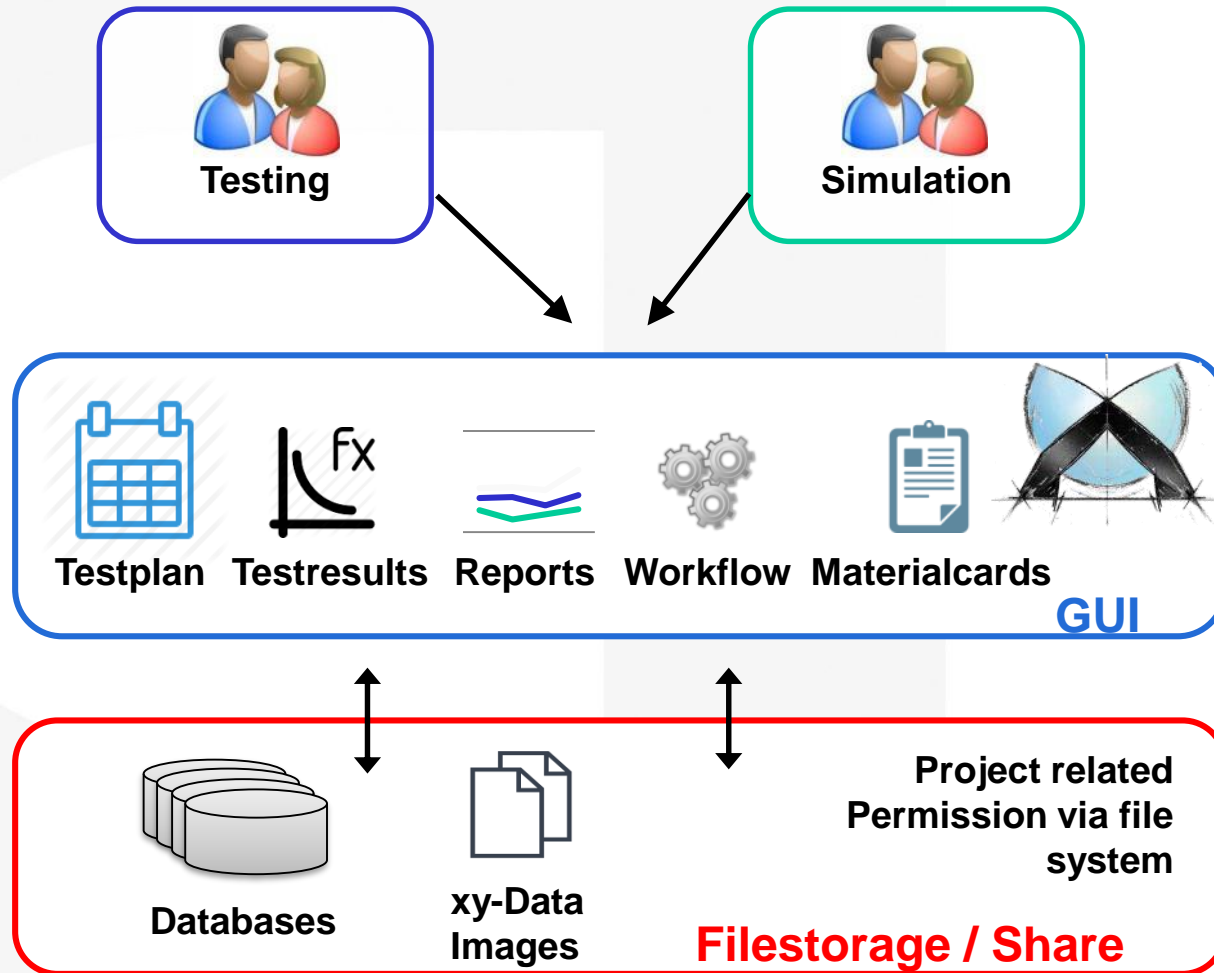 Testing
Simulation
Fx
Testplan
Testresults
Reports
Workflow
Materialcards
GUI
Project related
Permission via file
system
Databases
xy-Data
Images
Filestorage / Share